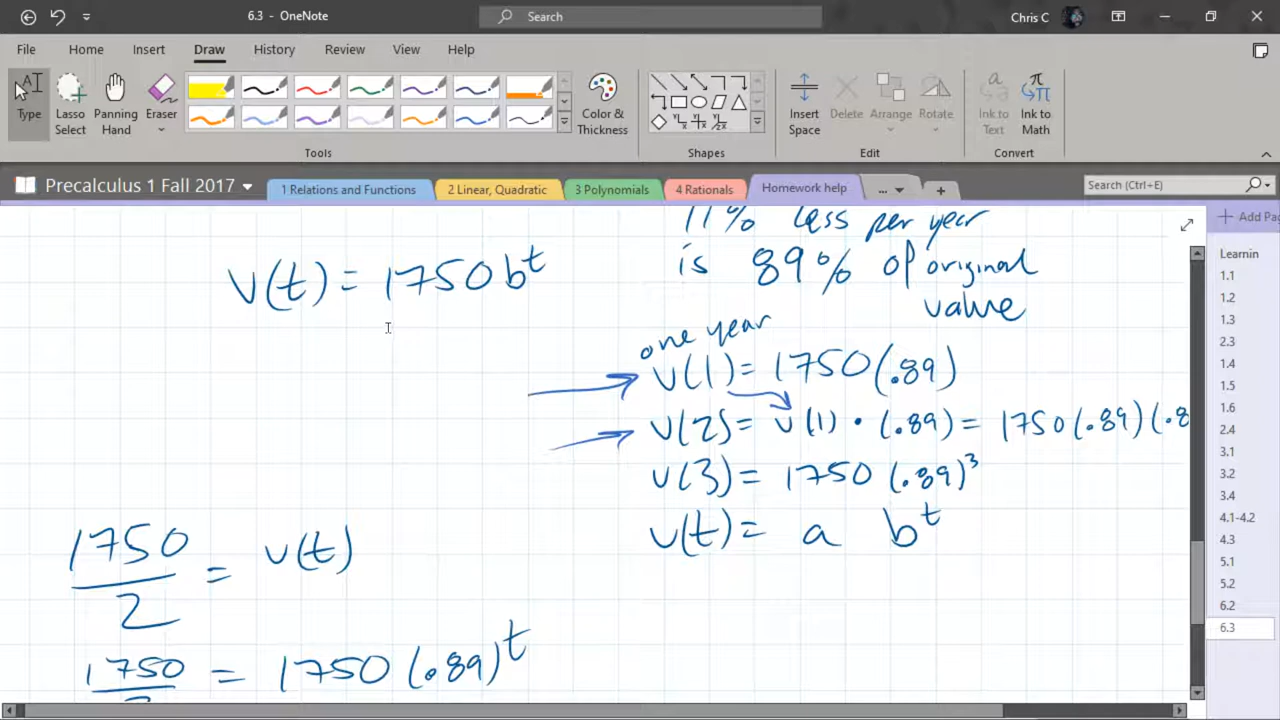 6.3 - OneNote
Search
Chris C
File Home Insert Draw History Review View Help
Type
Lasso Select
Panning Hand
Eraser
Color & Thickness
Insert Space
Delete
Arrange
Rotate
Ink to Text
Ink to Math
Tools
Shapes
Edit
Convert
Precalculus 1 Fall 2017
1 Relations and Functions
2 Linear, Quadratic
3 Polynomials
4 Rationals
Homework help
...
Search (Ctrl+E)
Add Pa
Learnin
1.1
1.2
1.3
2.3
1.4
1.5
1.6
2.4
3.1
3.2
3.4
4.1-4.2
4.3
5.1
5.2
6.2
6.3
11% less per year
is 89% of original
value
v(t) = 1750 b^t
one year
v(1) = 1750 (.89)
v(2) = v(1) · (.89) = 1750 (.89)(.8
v(3) = 1750 (.89)^3
v(t) = a b^t
1750/2 = v(t)
1750/2 = 1750 (.89)^t